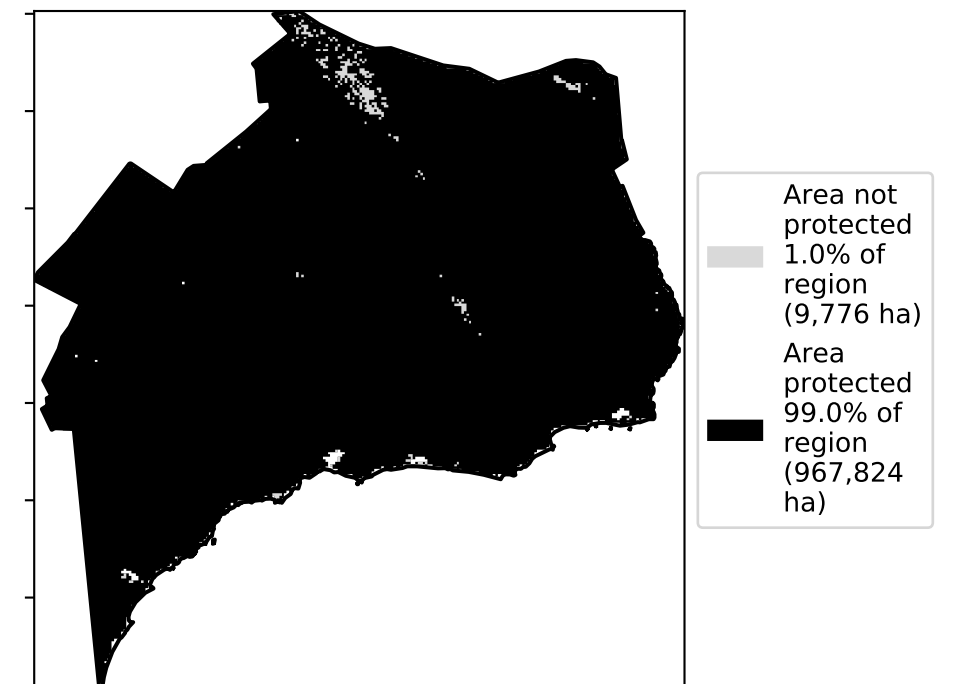 Area not
protected
1.0% of
region
(9,776 ha)
Area
protected
99.0% of
region
(967,824
ha)